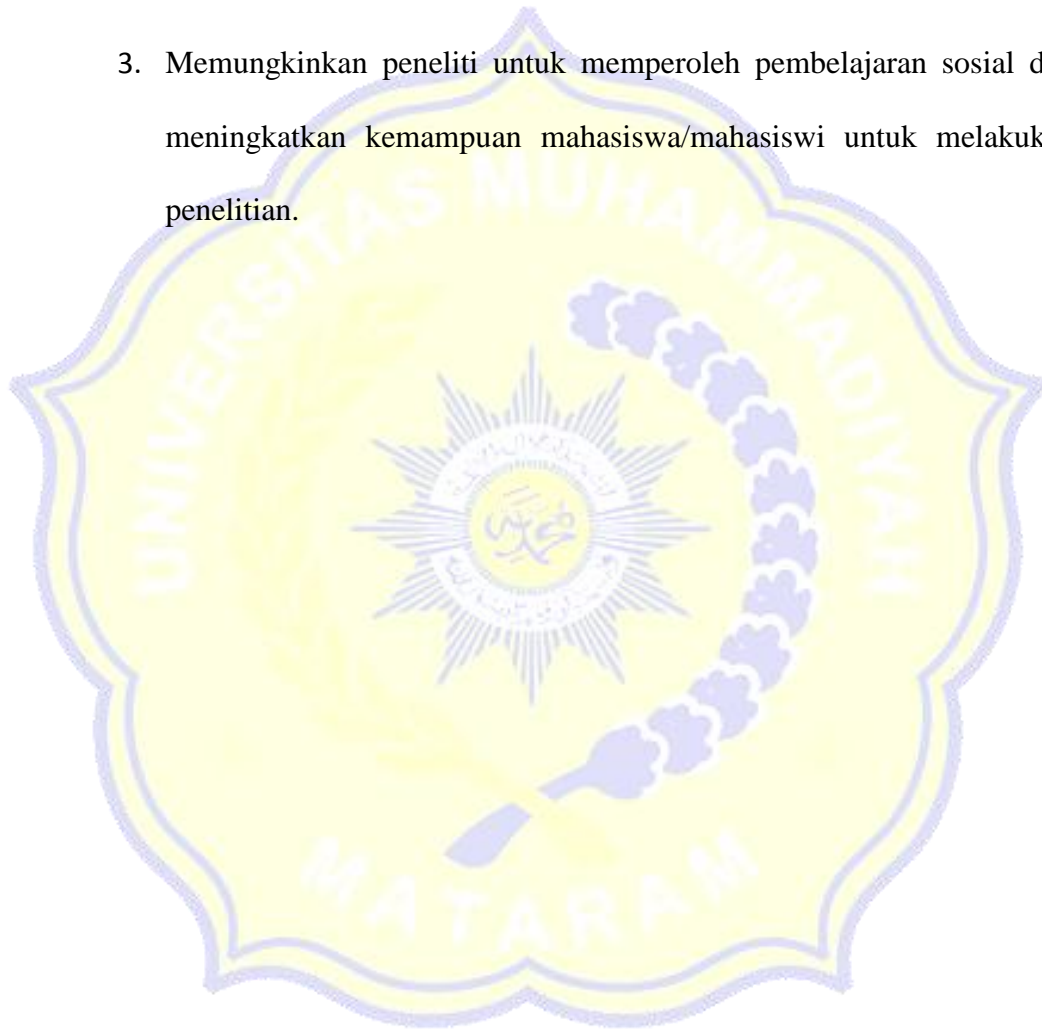 3. Memungkinkan peneliti untuk memperoleh pembelajaran sosial d
meningkatkan kemampuan mahasiswa/mahasiswi untuk melakuk
penelitian.
UNIVERSITAS MUHAMMADIYAH
MATARAM